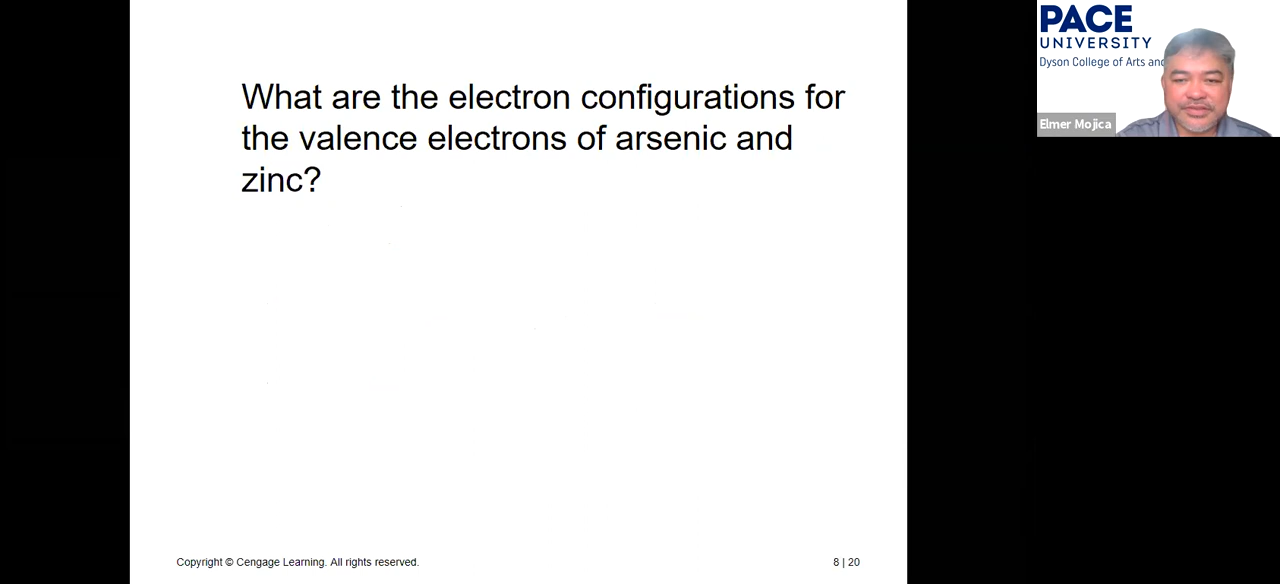 What are the electron configurations for
the valence electrons of arsenic and
zinc?
Copyright © Cengage Learning. All rights reserved.
8 | 20
PACE
UNIVERSITY
Dyson College of Arts and
Elmer Mojica